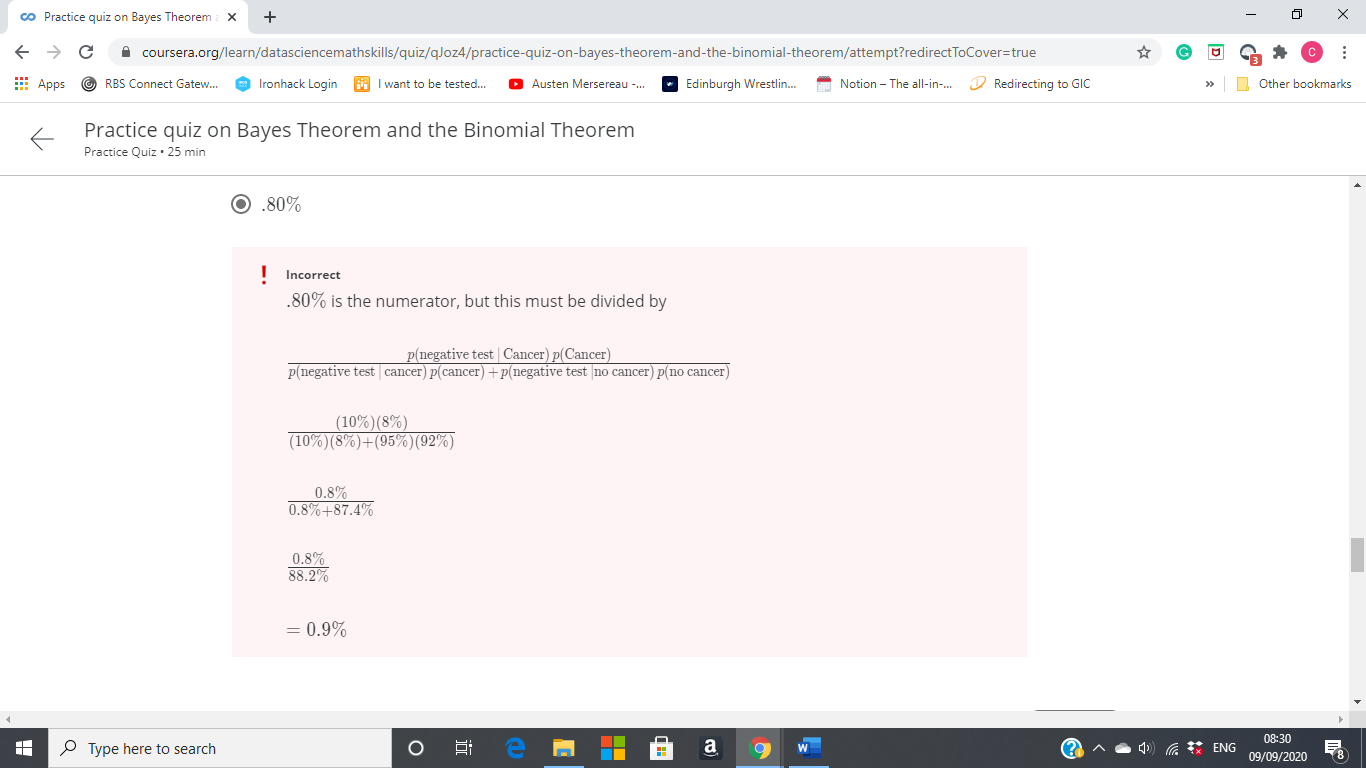 Practice quiz on Bayes Theorem a
coursera.org/learn/datasciencemathskills/quiz/qJoz4/practice-quiz-on-bayes-theorem-and-the-binomial-theorem/attempt?redirectToCover=true
C
3
Apps RBS Connect Gatew... Ironhack Login I want to be tested... Austen Mersereau -... Edinburgh Wrestlin... Notion – The all-in-... Redirecting to GIC » Other bookmarks
Practice quiz on Bayes Theorem and the Binomial Theorem
Practice Quiz • 25 min
.80%
! Incorrect
.80% is the numerator, but this must be divided by
p(negative test | Cancer) p(Cancer)
p(negative test | cancer) p(cancer) + p(negative test |no cancer) p(no cancer)
(10%)(8%)
(10%)(8%)+(95%)(92%)
0.8%
0.8%+87.4%
0.8%
88.2%
= 0.9%
Type here to search
ENG
08:30
09/09/2020
8